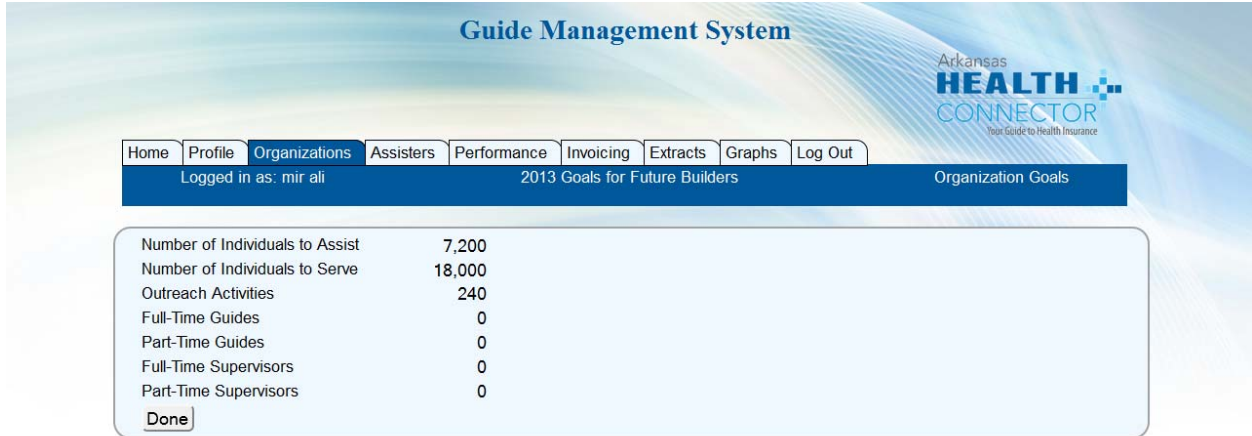 Guide Management System
Arkansas
HEALTH
CONNECTOR
Your Guide to Health Insurance
Home Profile Organizations Assisters Performance Invoicing Extracts Graphs Log Out
Logged in as: mir ali 2013 Goals for Future Builders Organization Goals
Number of Individuals to Assist 7,200
Number of Individuals to Serve 18,000
Outreach Activities 240
Full-Time Guides 0
Part-Time Guides 0
Full-Time Supervisors 0
Part-Time Supervisors 0
Done